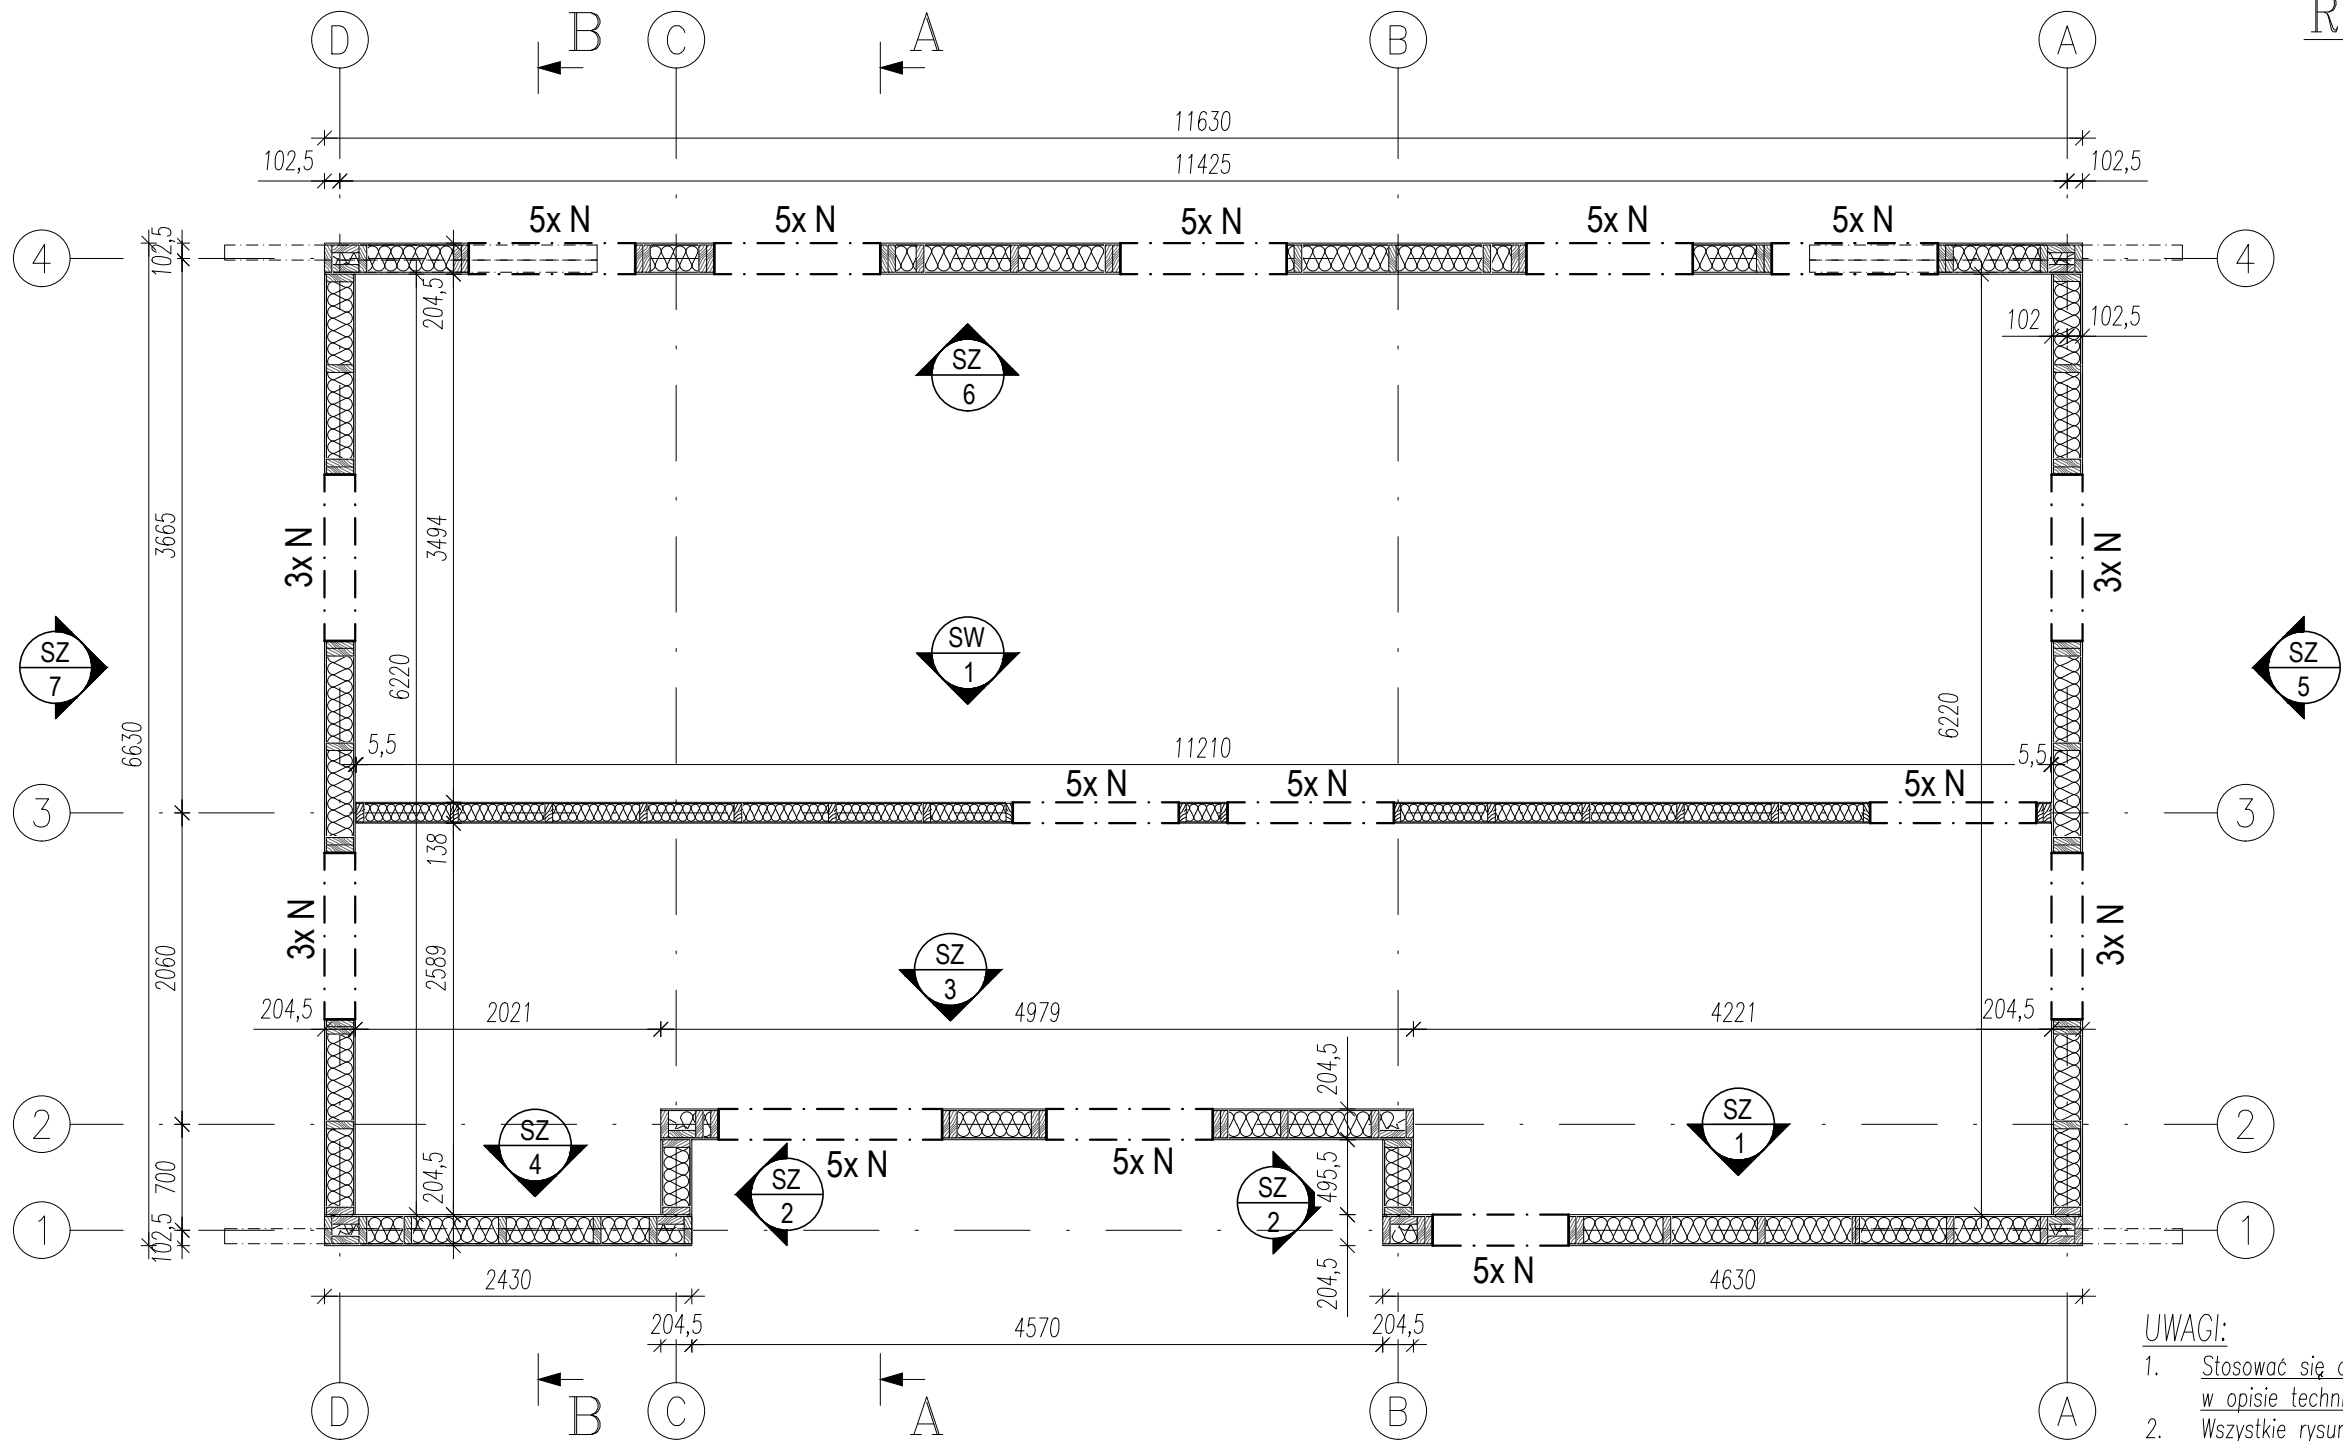 R
D B C A B A
11630
102,5 11425 102,5
5x N 5x N 5x N 5x N 5x N
4 102,5 4
204,5
102 102,5
SZ
6
3665 3494
3x N 3x N
SZ
7
SW
1
SZ
5
6630 6220 6220
5,5 11210 5,5
5x N 5x N 5x N
3 3
138
3x N 3x N
2060 2589
SZ
3
204,5 2021 4979 4221 204,5
204,5
2 2
SZ
4
SZ
1
5x N 5x N
SZ
2
SZ
2
700 204,5 495,5
1 102,5 1
204,5
5x N
2430 4630
204,5 4570 204,5
D B C A B A
UWAGI:
1. Stosować się
w opisie techni
2. Wszystkie rysun